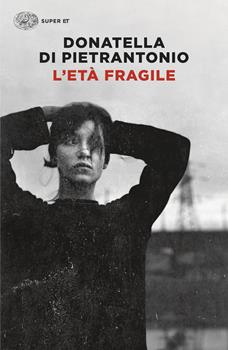 SUPER ET
DONATELLA
DI PIETRANTONIO
L'ETÀ FRAGILE